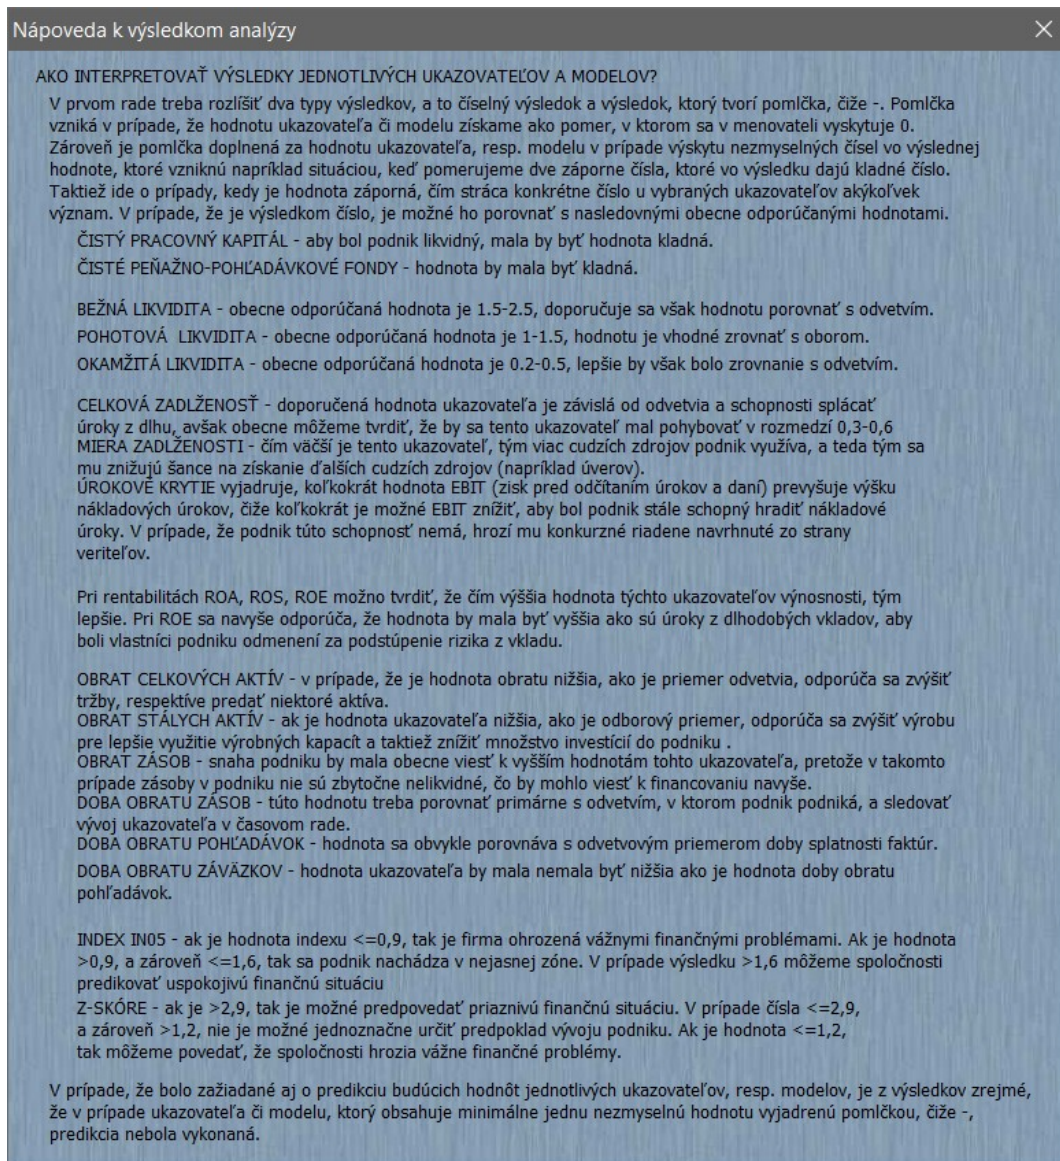 Nápoveda k výsledkom analýzy
AKO INTERPRETOVAŤ VÝSLEDKY JEDNOTLIVÝCH UKAZOVATEĽOV A MODELOV?
V prvom rade treba rozlíšiť dva typy výsledkov, a to číselný výsledok a výsledok, ktorý tvorí pomlčka, čiže -. Pomlčka
vzniká v prípade, že hodnotu ukazovateľa či modelu získame ako pomer, v ktorom sa v menovateli vyskytuje 0.
Zároveň je pomlčka doplnená za hodnotu ukazovateľa, resp. modelu v prípade výskytu nezmyselných čísel vo výslednej
hodnote, ktoré vzniknú napríklad situáciou, keď pomerujeme dve záporne čísla, ktoré vo výsledku dajú kladné číslo.
Taktiež ide o prípady, kedy je hodnota záporná, čím stráca konkrétne číslo u vybraných ukazovateľov akýkoľvek
význam. V prípade, že je výsledkom číslo, je možné ho porovnať s nasledovnými obecne odporúčanými hodnotami.
ČISTÝ PRACOVNÝ KAPITÁL - aby bol podnik likvidný, mala by byť hodnota kladná.
ČISTÉ PEŇAŽNO-POHĽADÁVKOVÉ FONDY - hodnota by mala byť kladná.
BEŽNÁ LIKVIDITA - obecne odporúčaná hodnota je 1.5-2.5, doporučuje sa však hodnotu porovnať s odvetvím.
POHOTOVÁ  LIKVIDITA - obecne odporúčaná hodnota je 1-1.5, hodnotu je vhodné zrovnať s oborom.
OKAMŽITÁ LIKVIDITA - obecne odporúčaná hodnota je 0.2-0.5, lepšie by však bolo zrovnanie s odvetvím.
CELKOVÁ ZADLŽENOSŤ - doporučená hodnota ukazovateľa je závislá od odvetvia a schopnosti splácať
úroky z dlhu, avšak obecne môžeme tvrdiť, že by sa tento ukazovateľ mal pohybovať v rozmedzí 0,3-0,6
MIERA ZADLŽENOSTI - čím väčší je tento ukazovateľ, tým viac cudzích zdrojov podnik využíva, a teda tým sa
mu znižujú šance na získanie ďalších cudzích zdrojov (napríklad úverov).
ÚROKOVÉ KRYTIE vyjadruje, koľkokrát hodnota EBIT (zisk pred odčítaním úrokov a daní) prevyšuje výšku
nákladových úrokov, čiže koľkokrát je možné EBIT znížiť, aby bol podnik stále schopný hradiť nákladové
úroky. V prípade, že podnik túto schopnosť nemá, hrozí mu konkurzné riadene navrhnuté zo strany
veriteľov.
Pri rentabilitách ROA, ROS, ROE možno tvrdiť, že čím výššia hodnota týchto ukazovateľov výnosnosti, tým
lepšie. Pri ROE sa navyše odporúča, že hodnota by mala byť vyššia ako sú úroky z dlhodobých vkladov, aby
boli vlastníci podniku odmenení za podstúpenie rizika z vkladu.
OBRAT CELKOVÝCH AKTÍV - v prípade, že je hodnota obratu nižšia, ako je priemer odvetvia, odporúča sa zvýšiť
tržby, respektíve predať niektoré aktíva.
OBRAT STÁLYCH AKTÍV - ak je hodnota ukazovateľa nižšia, ako je odborový priemer, odporúča sa zvýšiť výrobu
pre lepšie využitie výrobných kapacít a taktiež znížiť množstvo investícií do podniku .
OBRAT ZÁSOB - snaha podniku by mala obecne viesť k vyšším hodnotám tohto ukazovateľa, pretože v takomto
prípade zásoby v podniku nie sú zbytočne nelikvidné, čo by mohlo viesť k financovaniu navyše.
DOBA OBRATU ZÁSOB - túto hodnotu treba porovnať primárne s odvetvím, v ktorom podnik podniká, a sledovať
vývoj ukazovateľa v časovom rade.
DOBA OBRATU POHĽADÁVOK - hodnota sa obvykle porovnáva s odvetvovým priemerom doby splatnosti faktúr.
DOBA OBRATU ZÁVÄZKOV - hodnota ukazovateľa by mala nemala byť nižšia ako je hodnota doby obratu
pohľadávok.
INDEX IN05 - ak je hodnota indexu <=0,9, tak je firma ohrozená vážnymi finančnými problémami. Ak je hodnota
>0,9, a zároveň <=1,6, tak sa podnik nachádza v nejasnej zóne. V prípade výsledku >1,6 môžeme spoločnosti
predikovať uspokojivú finančnú situáciu
Z-SKÓRE - ak je >2,9, tak je možné predpovedať priaznivú finančnú situáciu. V prípade čísla <=2,9,
a zároveň >1,2, nie je možné jednoznačne určiť predpoklad vývoju podniku. Ak je hodnota <=1,2,
tak môžeme povedať, že spoločnosti hrozia vážne finančné problémy.
V prípade, že bolo zažiadané aj o predikciu budúcich hodnôt jednotlivých ukazovateľov, resp. modelov, je z výsledkov zrejmé,
že v prípade ukazovateľa či modelu, ktorý obsahuje minimálne jednu nezmyselnú hodnotu vyjadrenú pomlčkou, čiže -,
predikcia nebola vykonaná.